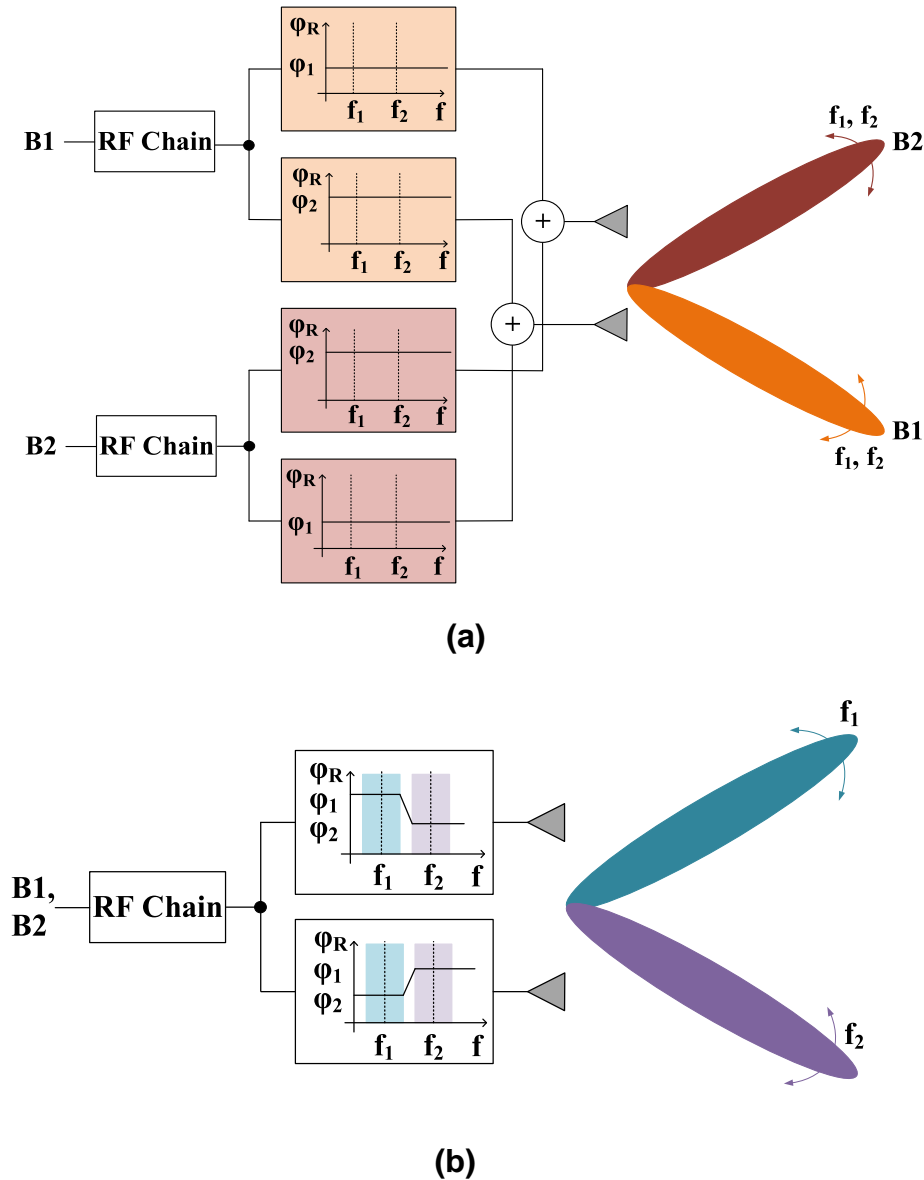 φR
φ1
f1 f2 f
B1
RF Chain
φR
φ2
f1 f2 f
+
φR
φ2
f1 f2 f
+
B2
RF Chain
φR
φ1
f1 f2 f
f1, f2
B2
B1
f1, f2
(a)
φR
φ1
φ2
f1 f2 f
B1,
B2
RF Chain
φR
φ1
φ2
f1 f2 f
f1
f2
(b)